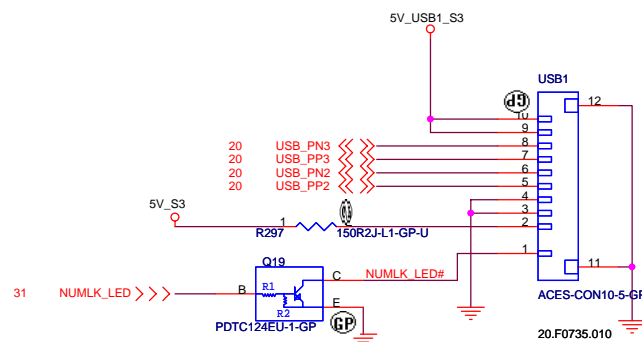 5V_USB1_S3
USB1
GP
12
10
9
20 USB_PN3 8
20 USB_PP3 7
20 USB_PN2 6
20 USB_PP2 5
4
5V_S3
3
1 2
2
R297 150R2J-L1-GP-U
1
Q19
C NUMLK_LED#
11
31 NUMLK_LED B R1
R2 E
ACES-CON10-5-GP
GP
PDTC124EU-1-GP
20.F0735.010